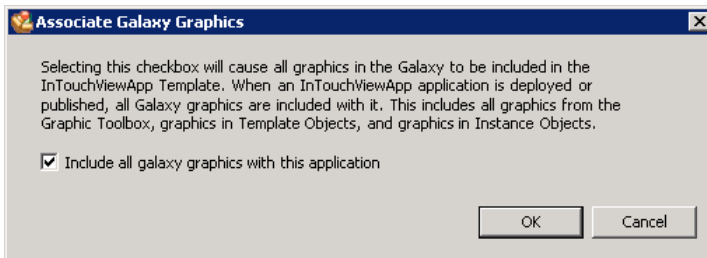 Associate Galaxy Graphics
Selecting this checkbox will cause all graphics in the Galaxy to be included in the
InTouchViewApp Template. When an InTouchViewApp application is deployed or
published, all Galaxy graphics are included with it. This includes all graphics from the
Graphic Toolbox, graphics in Template Objects, and graphics in Instance Objects.
Include all galaxy graphics with this application
OK Cancel